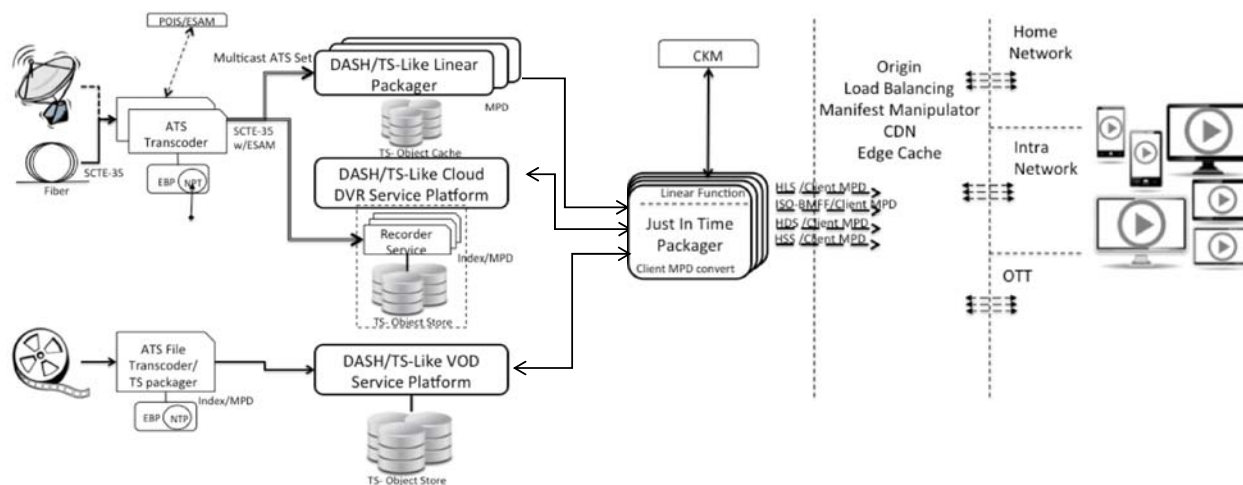 POIS/ESAM
Multicast ATS Set
DASH/TS-Like Linear
Packager
MPD
ATS
Transcoder
SCTE-35
w/ESAM
TS- Object Cache
SCTE-35
Fiber
EBP
NPT
DASH/TS-Like Cloud
DVR Service Platform
Recorder
Service
Index/MPD
TS- Object Store
ATS File
Transcoder/
TS packager
Index/MPD
EBP
NTP
DASH/TS-Like VOD
Service Platform
TS- Object Store
CKM
Linear Function
Just In Time
Packager
Client MPD convert
HLS /Client MPD
ISO-BMFF/Client MPD
HDS /Client MPD
HSS /Client MPD
Origin
Load Balancing
Manifest Manipulator
CDN
Edge Cache
Home
Network
Intra
Network
OTT